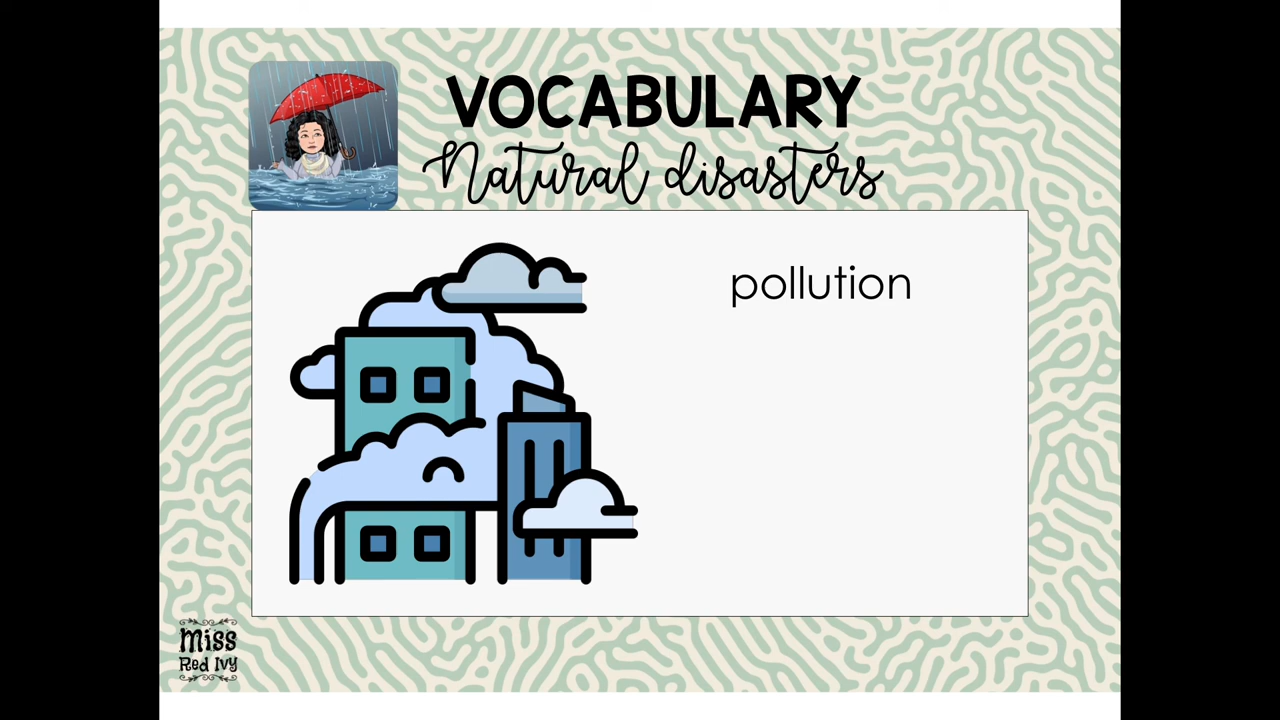 VOCABULARY
Natural disasters
pollution
Miss
Red Ivy